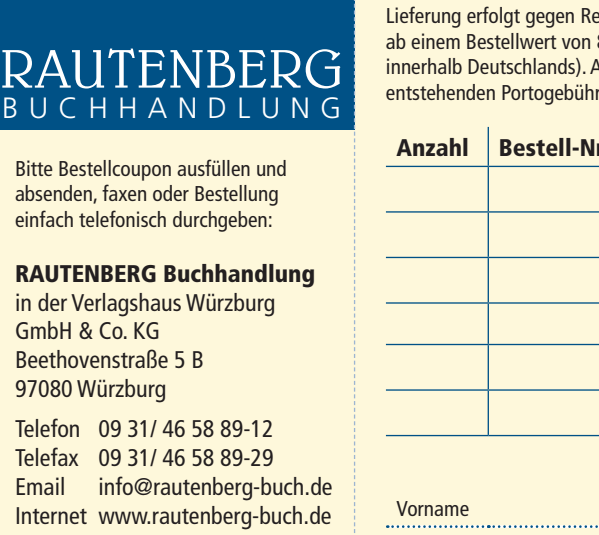 RAUTENBERG
BUCHHANDLUNG
Bitte Bestellcoupon ausfüllen und
absenden, faxen oder Bestellung
einfach telefonisch durchgeben:
RAUTENBERG Buchhandlung
in der Verlagshaus Würzburg
GmbH & Co. KG
Beethovenstraße 5 B
97080 Würzburg
Telefon 09 31/ 46 58 89-12
Telefax 09 31/ 46 58 89-29
Email info@rautenberg-buch.de
Internet www.rautenberg-buch.de
Lieferung erfolgt gegen Re
ab einem Bestellwert von
innerhalb Deutschlands). A
entstehenden Portogebühr
Anzahl Bestell-Nr
Vorname